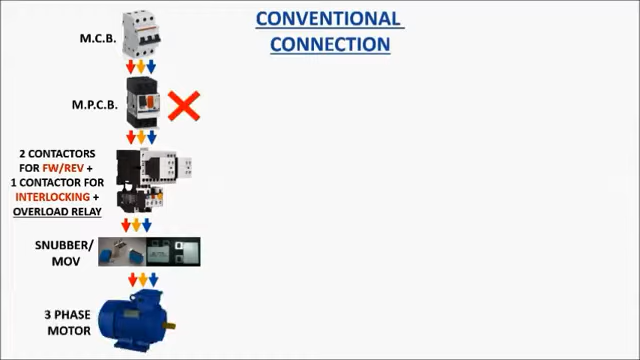 CONVENTIONAL
CONNECTION
M.C.B.
M.P.C.B.
2 CONTACTORS
FOR FW/REV +
1 CONTACTOR FOR
INTERLOCKING +
OVERLOAD RELAY
SNUBBER/
MOV
3 PHASE
MOTOR